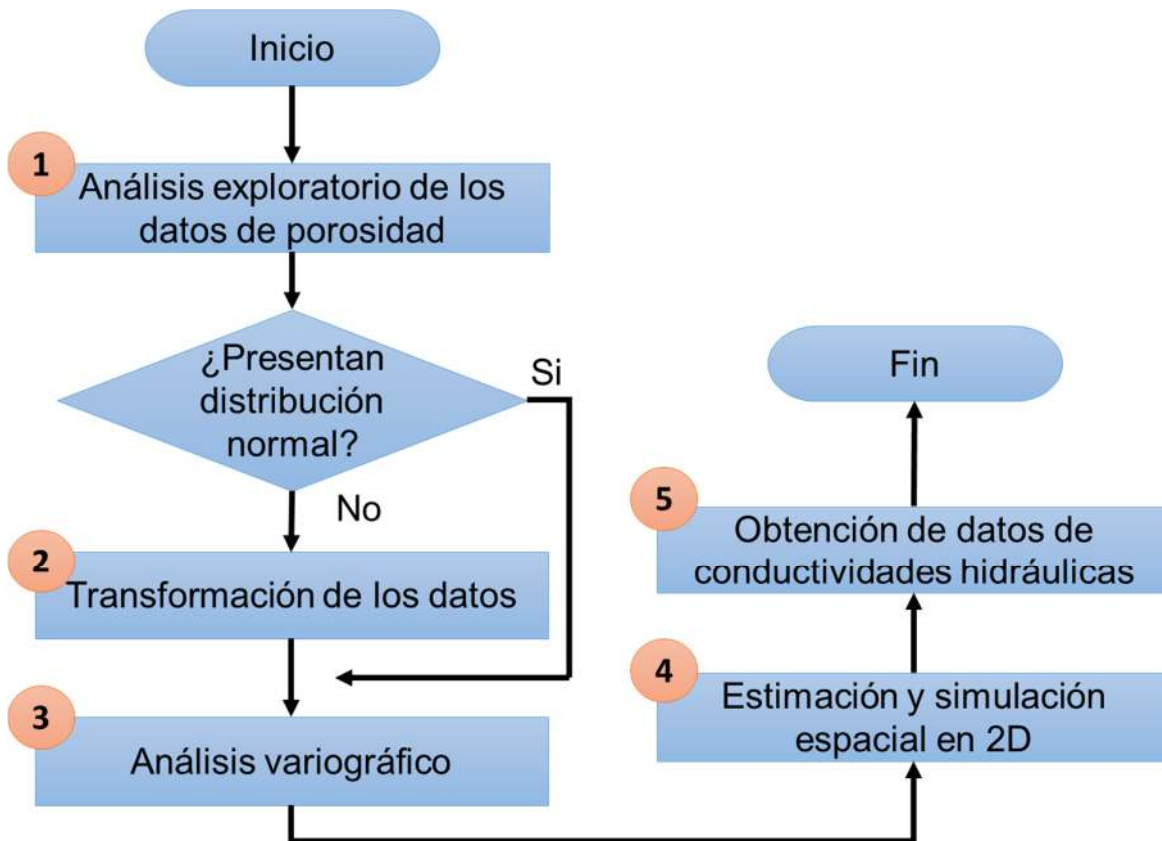 Inicio
1
Análisis exploratorio de los
datos de porosidad
¿Presentan
distribución
normal?
Si
No
2
Transformación de los datos
3
Análisis variográfico
4
Estimación y simulación
espacial en 2D
5
Obtención de datos de
conductividades hidráulicas
Fin